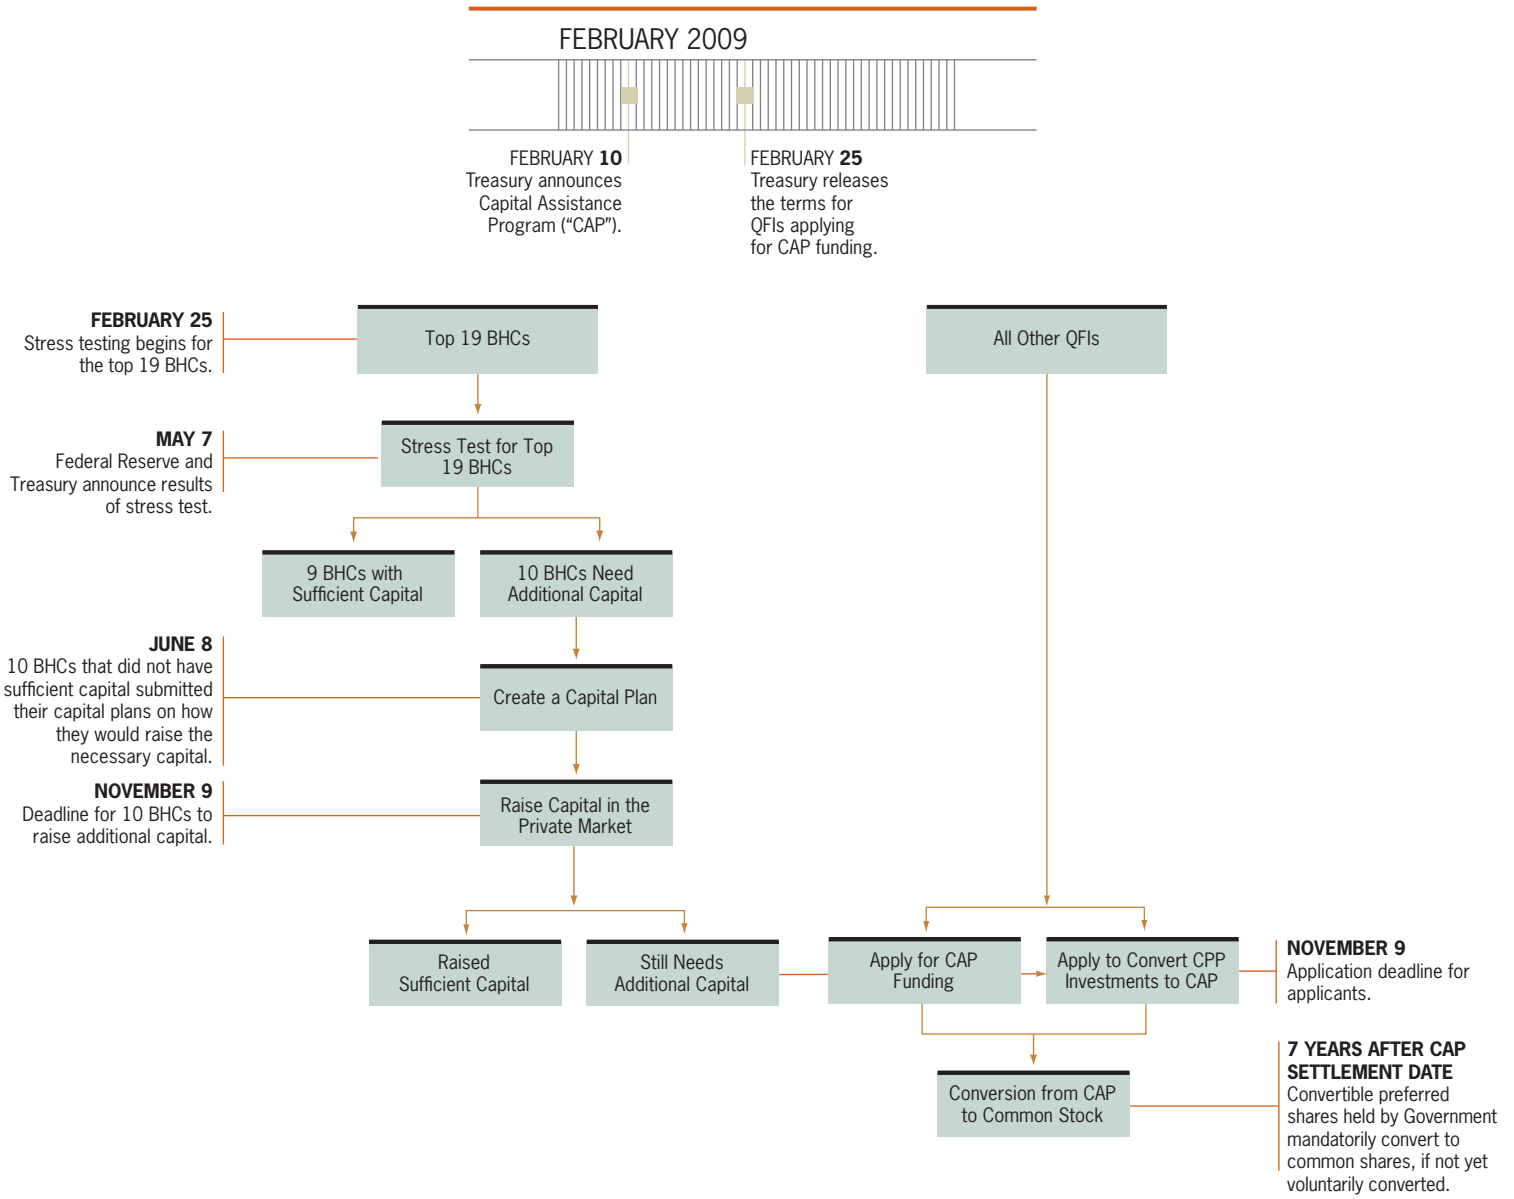 FEBRUARY 2009
FEBRUARY 10
Treasury announces
Capital Assistance
Program (“CAP”).
FEBRUARY 25
Treasury releases
the terms for
QFIs applying
for CAP funding.
FEBRUARY 25
Stress testing begins for
the top 19 BHCs.
Top 19 BHCs
All Other QFIs
MAY 7
Federal Reserve and
Treasury announce results
of stress test.
Stress Test for Top
19 BHCs
9 BHCs with
Sufficient Capital
10 BHCs Need
Additional Capital
JUNE 8
10 BHCs that did not have
sufficient capital submitted
their capital plans on how
they would raise the
necessary capital.
Create a Capital Plan
NOVEMBER 9
Deadline for 10 BHCs to
raise additional capital.
Raise Capital in the
Private Market
Raised
Sufficient Capital
Still Needs
Additional Capital
Apply for CAP
Funding
Apply to Convert CPP
Investments to CAP
NOVEMBER 9
Application deadline for
applicants.
Conversion from CAP
to Common Stock
7 YEARS AFTER CAP
SETTLEMENT DATE
Convertible preferred
shares held by Government
mandatorily convert to
common shares, if not yet
voluntarily converted.